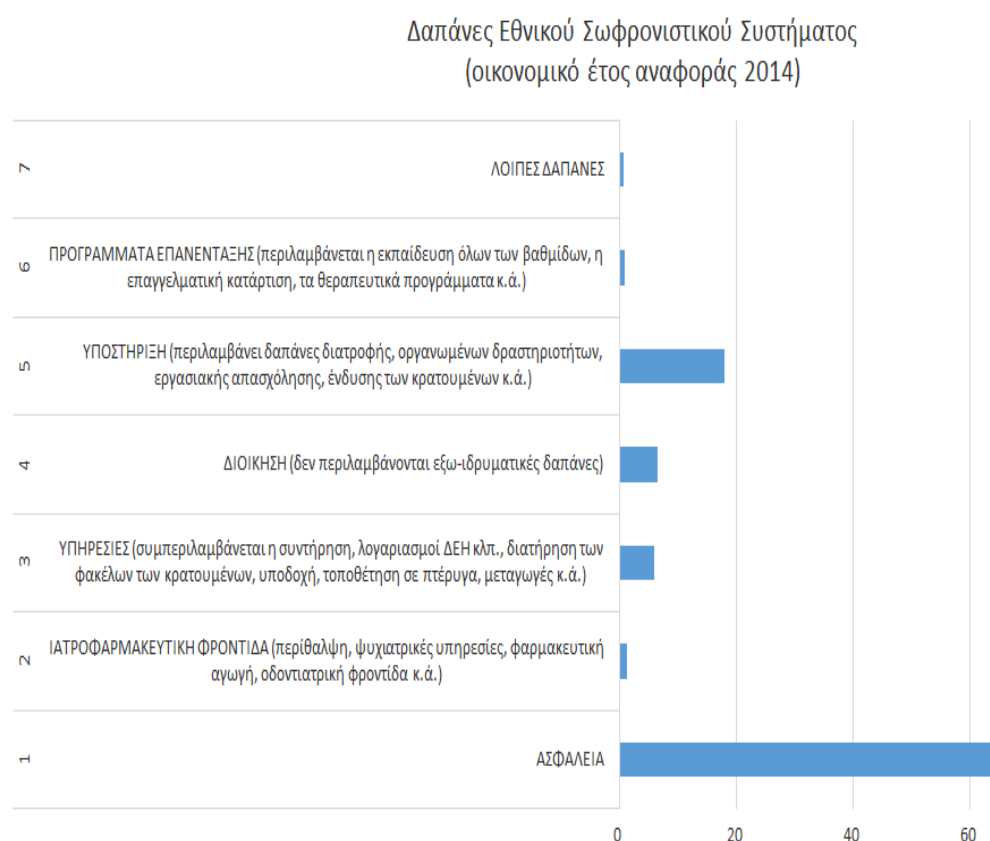 Δαπάνες Εθνικού Σωφρονιστικού Συστήματος
(οικονομικό έτος αναφοράς 2014)
7
ΛΟΙΠΕΣ ΔΑΠΑΝΕΣ
6
ΠΡΟΓΡΑΜΜΑΤΑ ΕΠΑΝΕΝΤΑΞΗΣ (περιλαμβάνεται η εκπαίδευση όλων των βαθμίδων, η
επαγγελματική κατάρτιση, τα θεραπευτικά προγράμματα κ.ά.)
5
ΥΠΟΣΤΗΡΙΞΗ (περιλαμβάνει δαπάνες διατροφής, οργανωμένων δραστηριοτήτων,
εργασιακής απασχόλησης, ένδυσης των κρατουμένων κ.ά.)
4
ΔΙΟΙΚΗΣΗ (δεν περιλαμβάνονται εξω-ιδρυματικές δαπάνες)
3
ΥΠΗΡΕΣΙΕΣ (συμπεριλαμβάνεται η συντήρηση, λογαριασμοί ΔΕΗ κλπ., διατήρηση των
φακέλων των κρατουμένων, υποδοχή, τοποθέτηση σε πτέρυγα, μεταγωγές κ.ά.)
2
ΙΑΤΡΟΦΑΡΜΑΚΕΥΤΙΚΗ ΦΡΟΝΤΙΔΑ (περίθαλψη, ψυχιατρικές υπηρεσίες, φαρμακευτική
αγωγή, οδοντιατρική φροντίδα κ.ά.)
1
ΑΣΦΑΛΕΙΑ
0 20 40 60